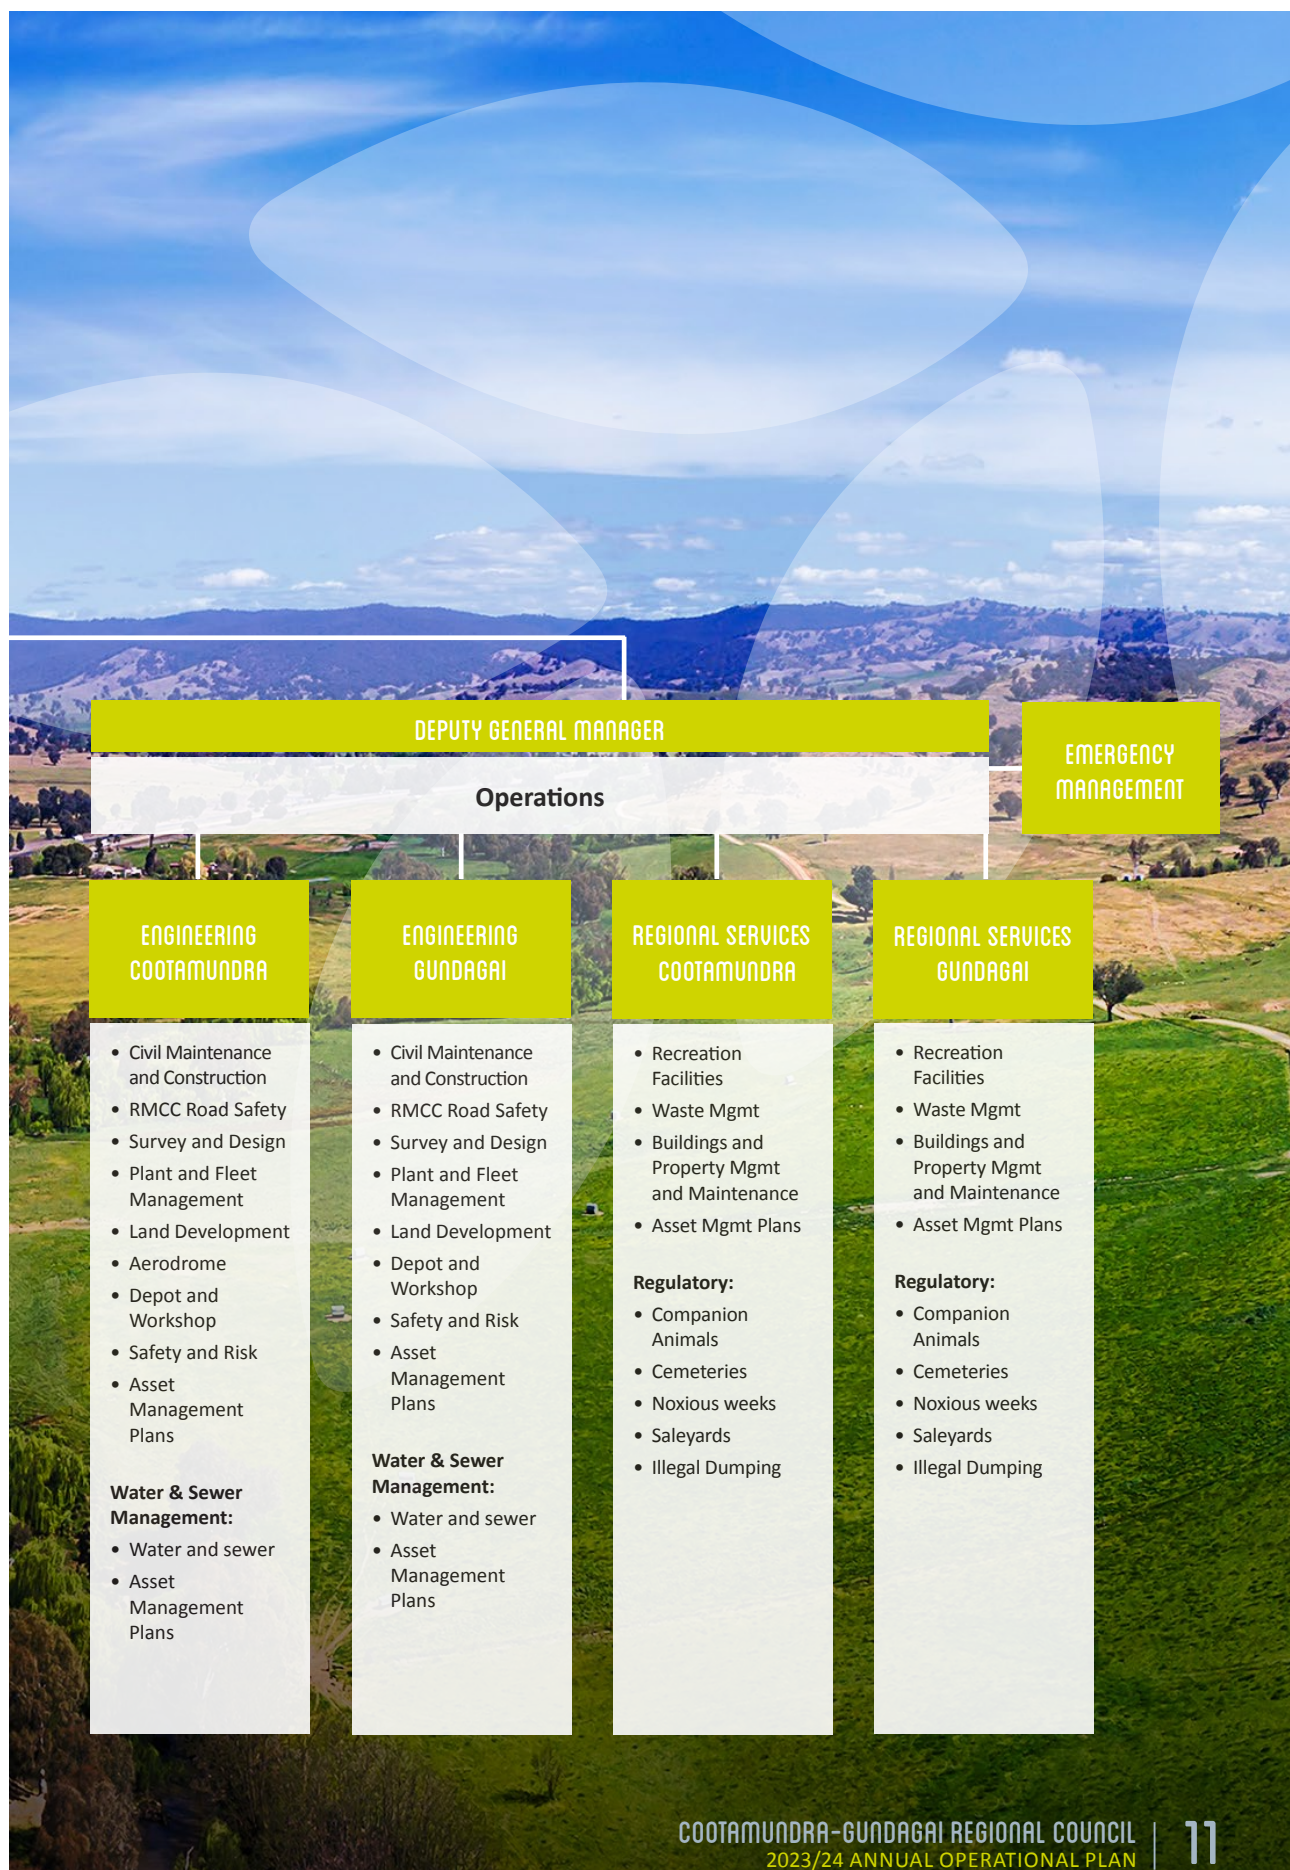 DEPUTY GENERAL MANAGER
Operations
EMERGENCY
MANAGEMENT
ENGINEERING
COOTAMUNDRA
• Civil Maintenance
and Construction
• RMCC Road Safety
• Survey and Design
• Plant and Fleet
Management
• Land Development
• Aerodrome
• Depot and
Workshop
• Safety and Risk
• Asset
Management
Plans
Water & Sewer
Management:
• Water and sewer
• Asset
Management
Plans
ENGINEERING
GUNDAGAI
• Civil Maintenance
and Construction
• RMCC Road Safety
• Survey and Design
• Plant and Fleet
Management
• Land Development
• Depot and
Workshop
• Safety and Risk
• Asset
Management
Plans
Water & Sewer
Management:
• Water and sewer
• Asset
Management
Plans
REGIONAL SERVICES
COOTAMUNDRA
• Recreation
Facilities
• Waste Mgmt
• Buildings and
Property Mgmt
and Maintenance
• Asset Mgmt Plans
Regulatory:
• Companion
Animals
• Cemeteries
• Noxious weeks
• Saleyards
• Illegal Dumping
REGIONAL SERVICES
GUNDAGAI
• Recreation
Facilities
• Waste Mgmt
• Buildings and
Property Mgmt
and Maintenance
• Asset Mgmt Plans
Regulatory:
• Companion
Animals
• Cemeteries
• Noxious weeks
• Saleyards
• Illegal Dumping
COOTAMUNDRA-GUNDAGAI REGIONAL COUNCIL
2023/24 ANNUAL OPERATIONAL PLAN
11